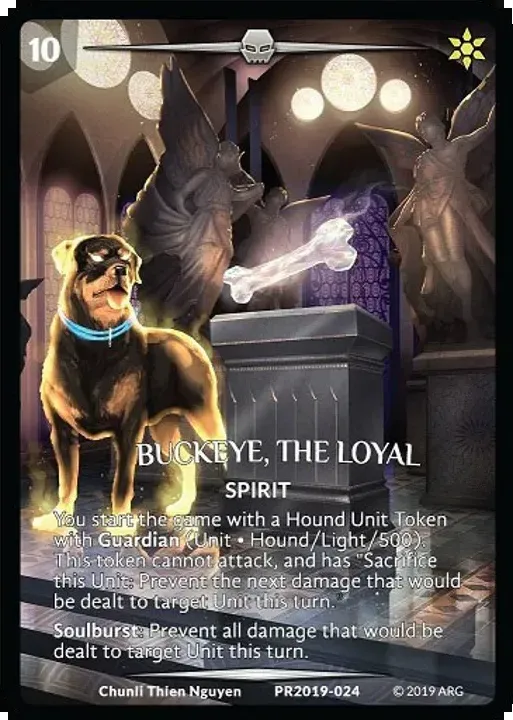 10
BUCKEYE, THE LOYAL
SPIRIT
You start the game with a Hound Unit Token
with Guardian (Unit • Hound/Light/500).
This token cannot attack, and has "Sacrifice
this Unit: Prevent the next damage that would
be dealt to target Unit this turn."
Soulburst: Prevent all damage that would be
dealt to target Unit this turn.
Chunli Thien Nguyen PR2019-024 © 2019 ARG